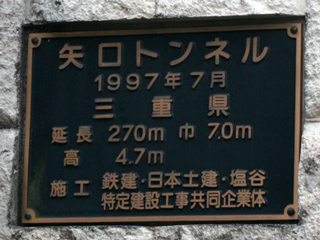 矢口トンネル
1997年7月
三重県
延長 270m 巾 7.0m
高 4.7m
施工 鉄建・日本土建・塩谷
特定建設工事共同企業体